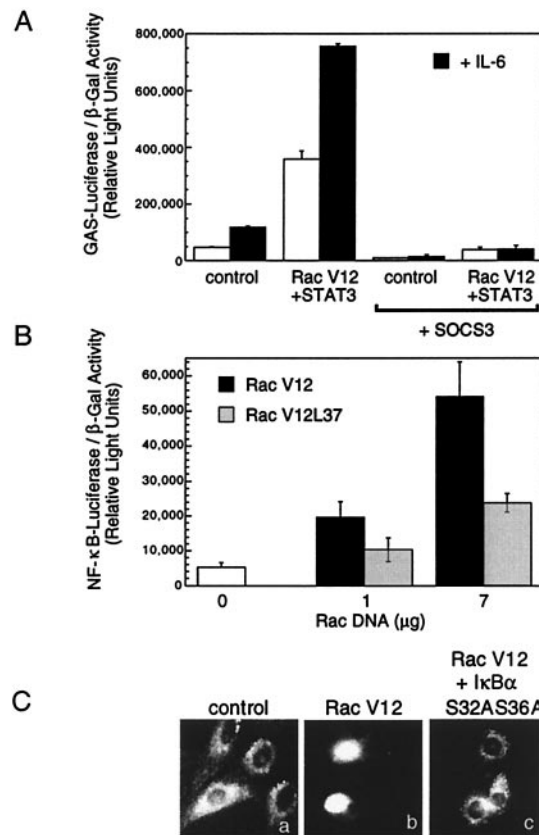 A
GAS-Luciferase / β-Gal Activity
(Relative Light Units)
800,000
600,000
400,000
200,000
0
+ IL-6
control
Rac V12
+STAT3
control
Rac V12
+STAT3
+ SOCS3
B
NF-κB-Luciferase / β-Gal Activity
(Relative Light Units)
60,000
50,000
40,000
30,000
20,000
10,000
0
Rac V12
Rac V12L37
0
1
7
Rac DNA (μg)
C
control
Rac V12
Rac V12
+ IκBα
S32AS36A
a
b
c